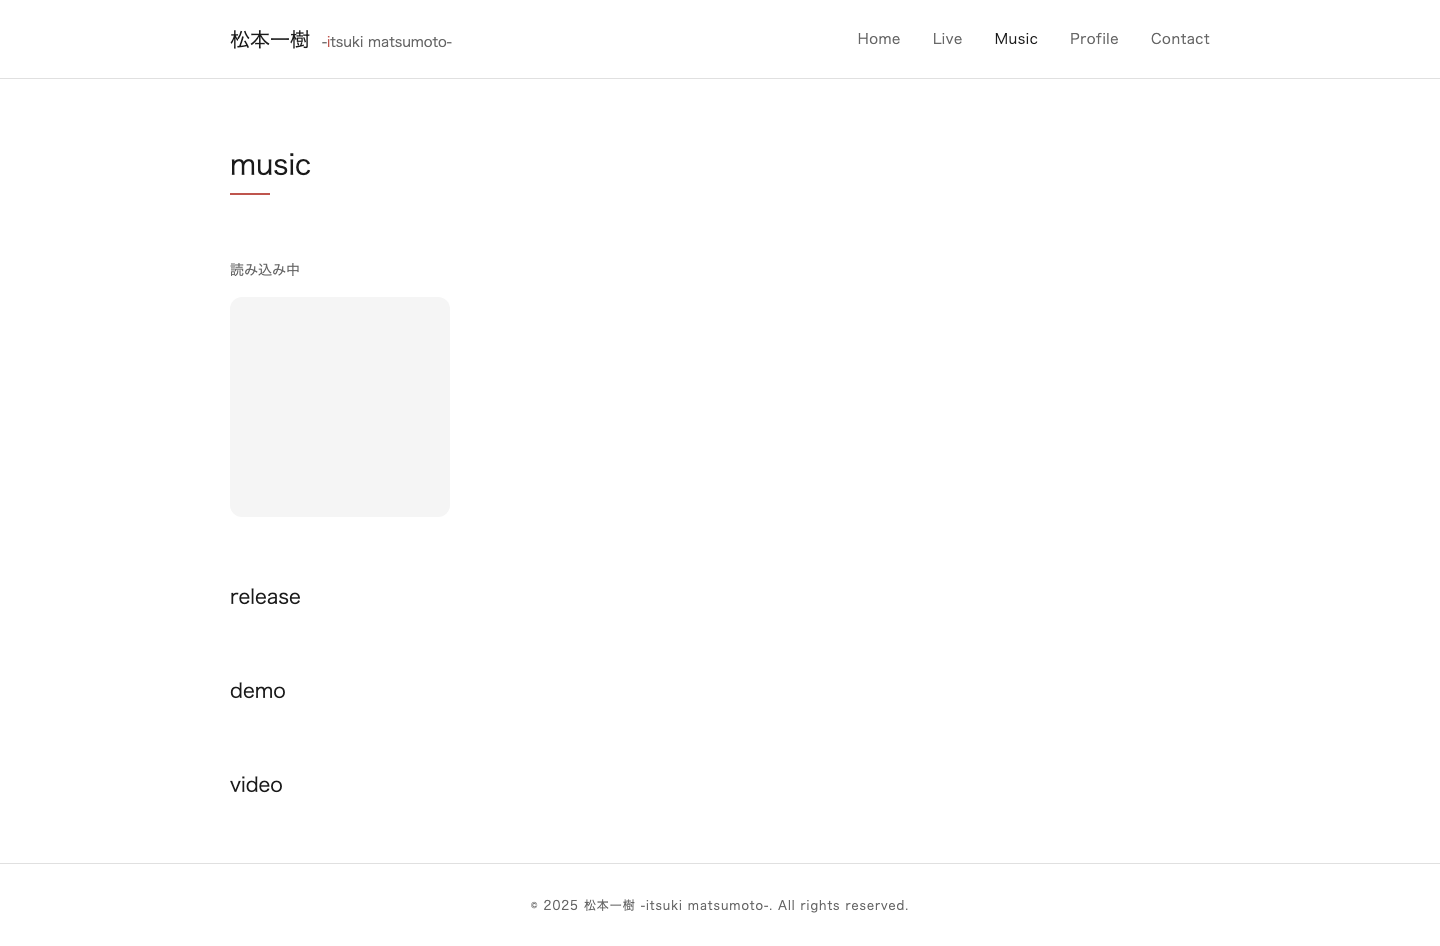 松本一樹 -itsuki matsumoto-
Home Live Music Profile Contact
music
読み込み中
release
demo
video
© 2025 松本一樹 -itsuki matsumoto-. All rights reserved.